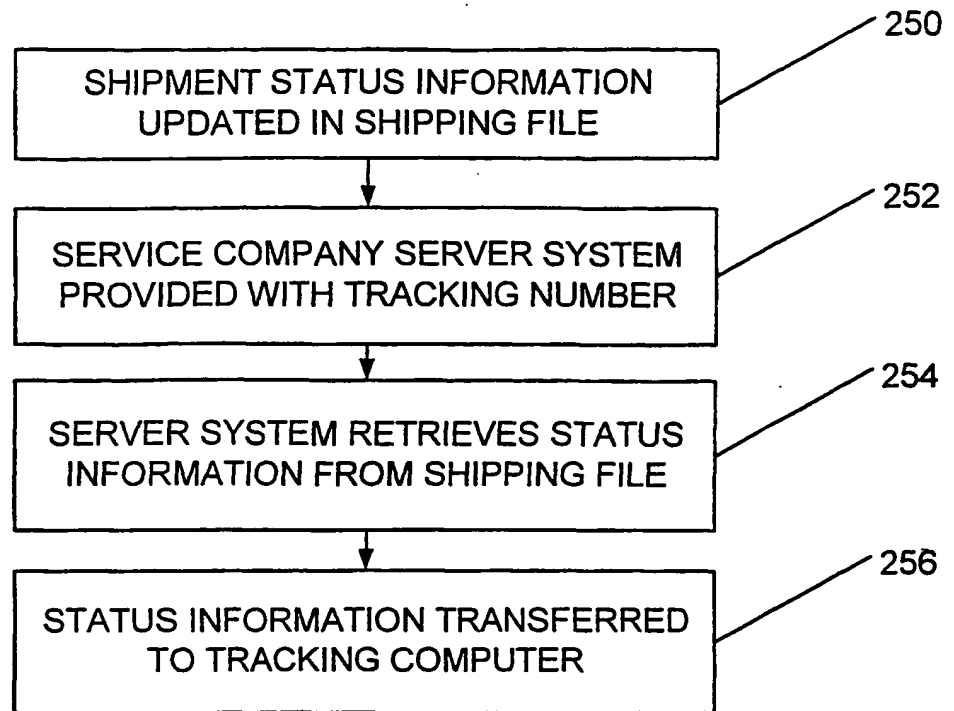 250
SHIPMENT STATUS INFORMATION
UPDATED IN SHIPPING FILE
252
SERVICE COMPANY SERVER SYSTEM
PROVIDED WITH TRACKING NUMBER
254
SERVER SYSTEM RETRIEVES STATUS
INFORMATION FROM SHIPPING FILE
256
STATUS INFORMATION TRANSFERRED
TO TRACKING COMPUTER